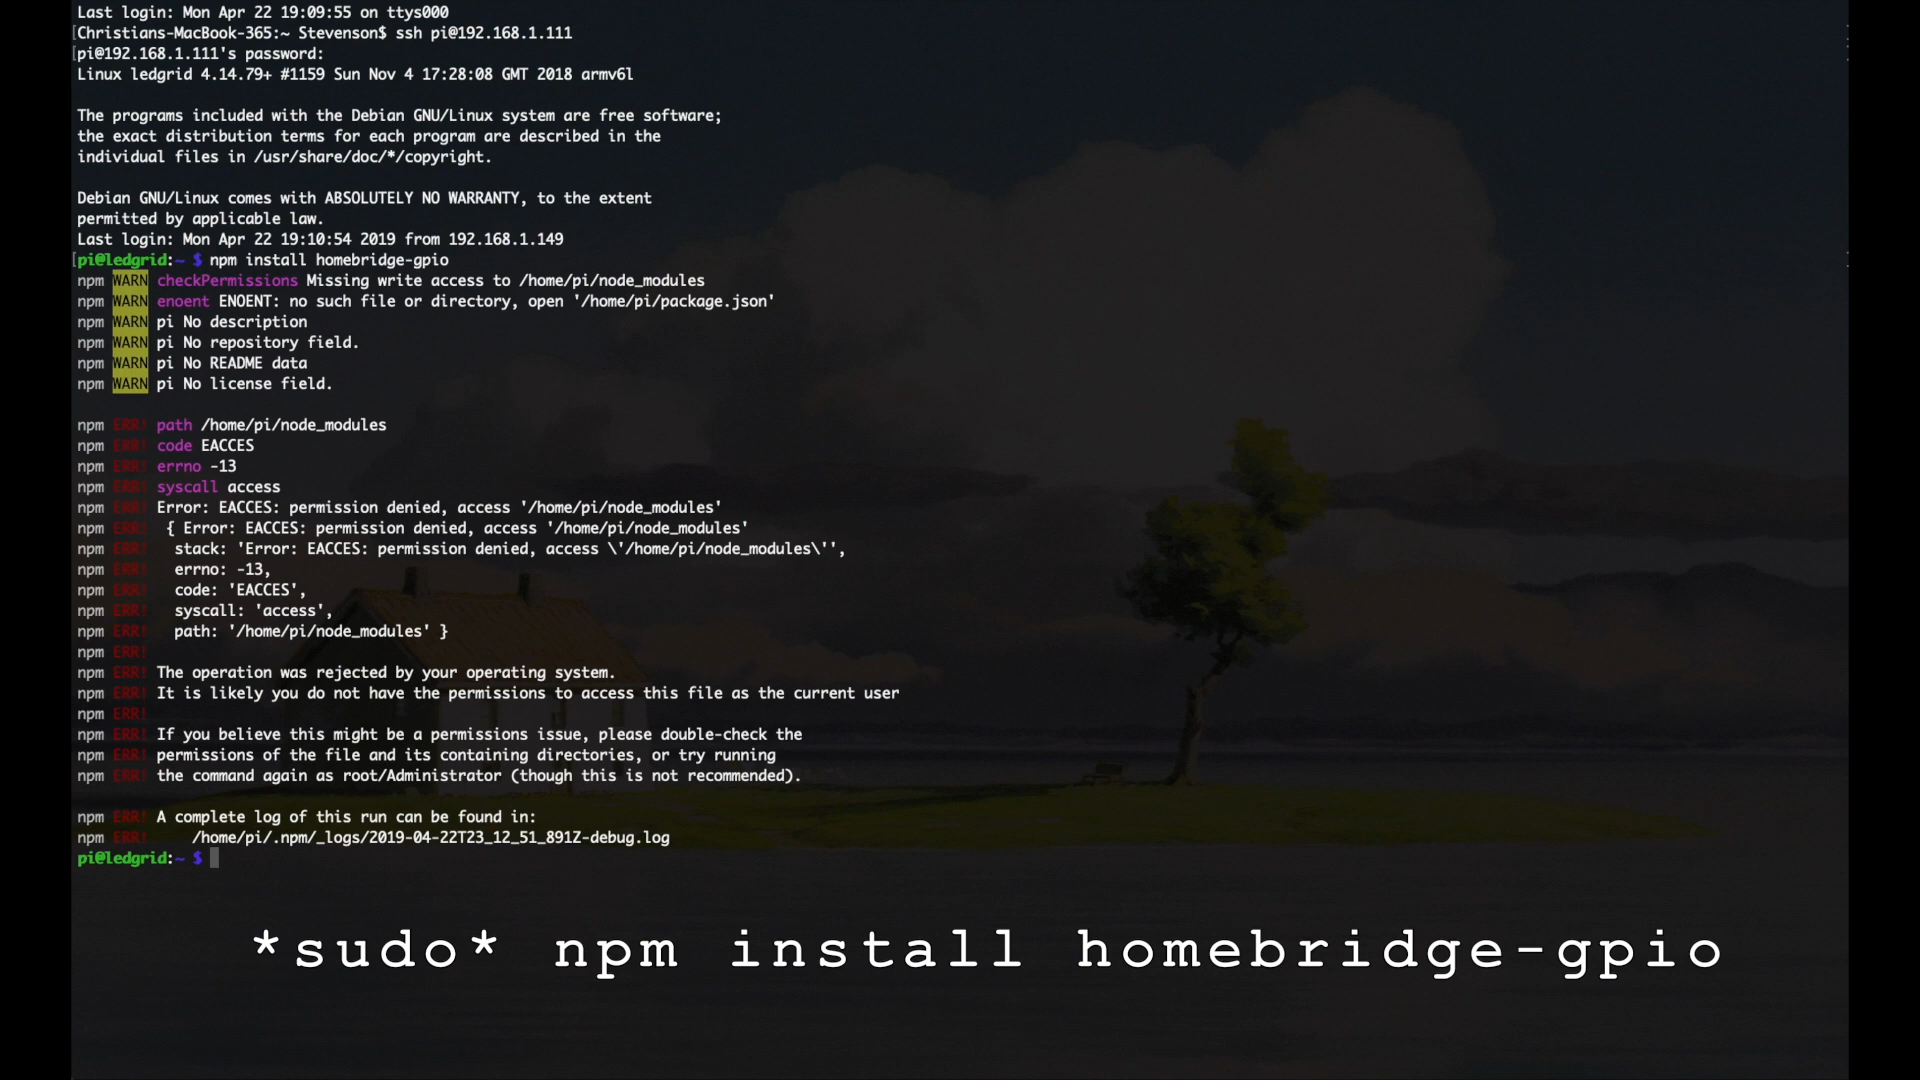 Last login: Mon Apr 22 19:09:55 on ttys000
[Christians-MacBook-365:~ Stevenson$ ssh pi@192.168.1.111
[pi@192.168.1.111's password:
Linux ledgrid 4.14.79+ #1159 Sun Nov 4 17:28:08 GMT 2018 armv6l
The programs included with the Debian GNU/Linux system are free software;
the exact distribution terms for each program are described in the
individual files in /usr/share/doc/*/copyright.
Debian GNU/Linux comes with ABSOLUTELY NO WARRANTY, to the extent
permitted by applicable law.
Last login: Mon Apr 22 19:10:54 2019 from 192.168.1.149
[pi@ledgrid:~ $ npm install homebridge-gpio
npm WARN checkPermissions Missing write access to /home/pi/node_modules
npm WARN enoent ENOENT: no such file or directory, open '/home/pi/package.json'
npm WARN pi No description
npm WARN pi No repository field.
npm WARN pi No README data
npm WARN pi No license field.
npm ERR! path /home/pi/node_modules
npm ERR! code EACCES
npm ERR! errno -13
npm ERR! syscall access
npm ERR! Error: EACCES: permission denied, access '/home/pi/node_modules'
npm ERR!  { Error: EACCES: permission denied, access '/home/pi/node_modules'
npm ERR!   stack: 'Error: EACCES: permission denied, access \'/home/pi/node_modules\'',
npm ERR!   errno: -13,
npm ERR!   code: 'EACCES',
npm ERR!   syscall: 'access',
npm ERR!   path: '/home/pi/node_modules' }
npm ERR!
npm ERR! The operation was rejected by your operating system.
npm ERR! It is likely you do not have the permissions to access this file as the current user
npm ERR!
npm ERR! If you believe this might be a permissions issue, please double-check the
npm ERR! permissions of the file and its containing directories, or try running
npm ERR! the command again as root/Administrator (though this is not recommended).
npm ERR! A complete log of this run can be found in:
npm ERR!     /home/pi/.npm/_logs/2019-04-22T23_12_51_891Z-debug.log
pi@ledgrid:~ $
*sudo* npm install homebridge-gpio